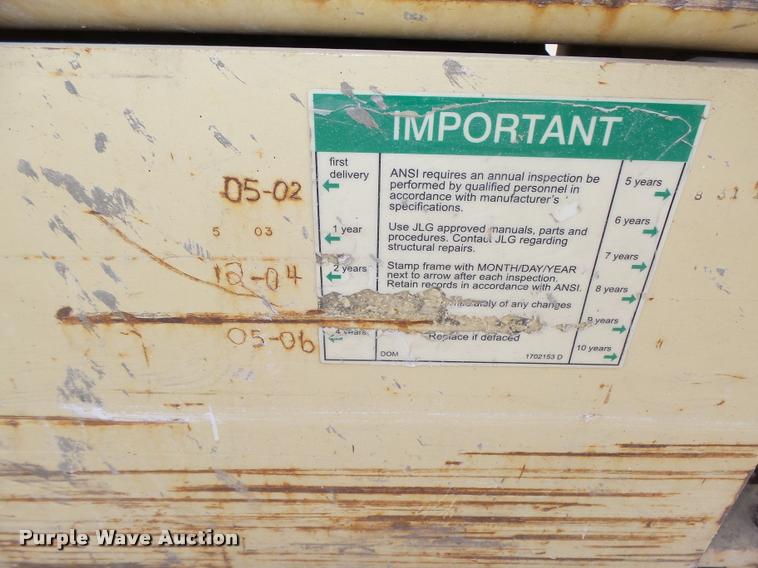 IMPORTANT
first
delivery
05-02
5 03
1 year
12-04
2 years
05-06
4 years
ANSI requires an annual inspection be
performed by qualified personnel in
accordance with manufacturer's
specifications.
Use JLG approved manuals, parts and
procedures. Contact JLG regarding
structural repairs.
Stamp frame with MONTH/DAY/YEAR
next to arrow after each inspection.
Retain records in accordance with ANSI.
of any changes
Replace if defaced
DOM
1702153 D
5 years
8 31
6 years
7 years
8 years
9 years
10 years
Purple Wave Auction